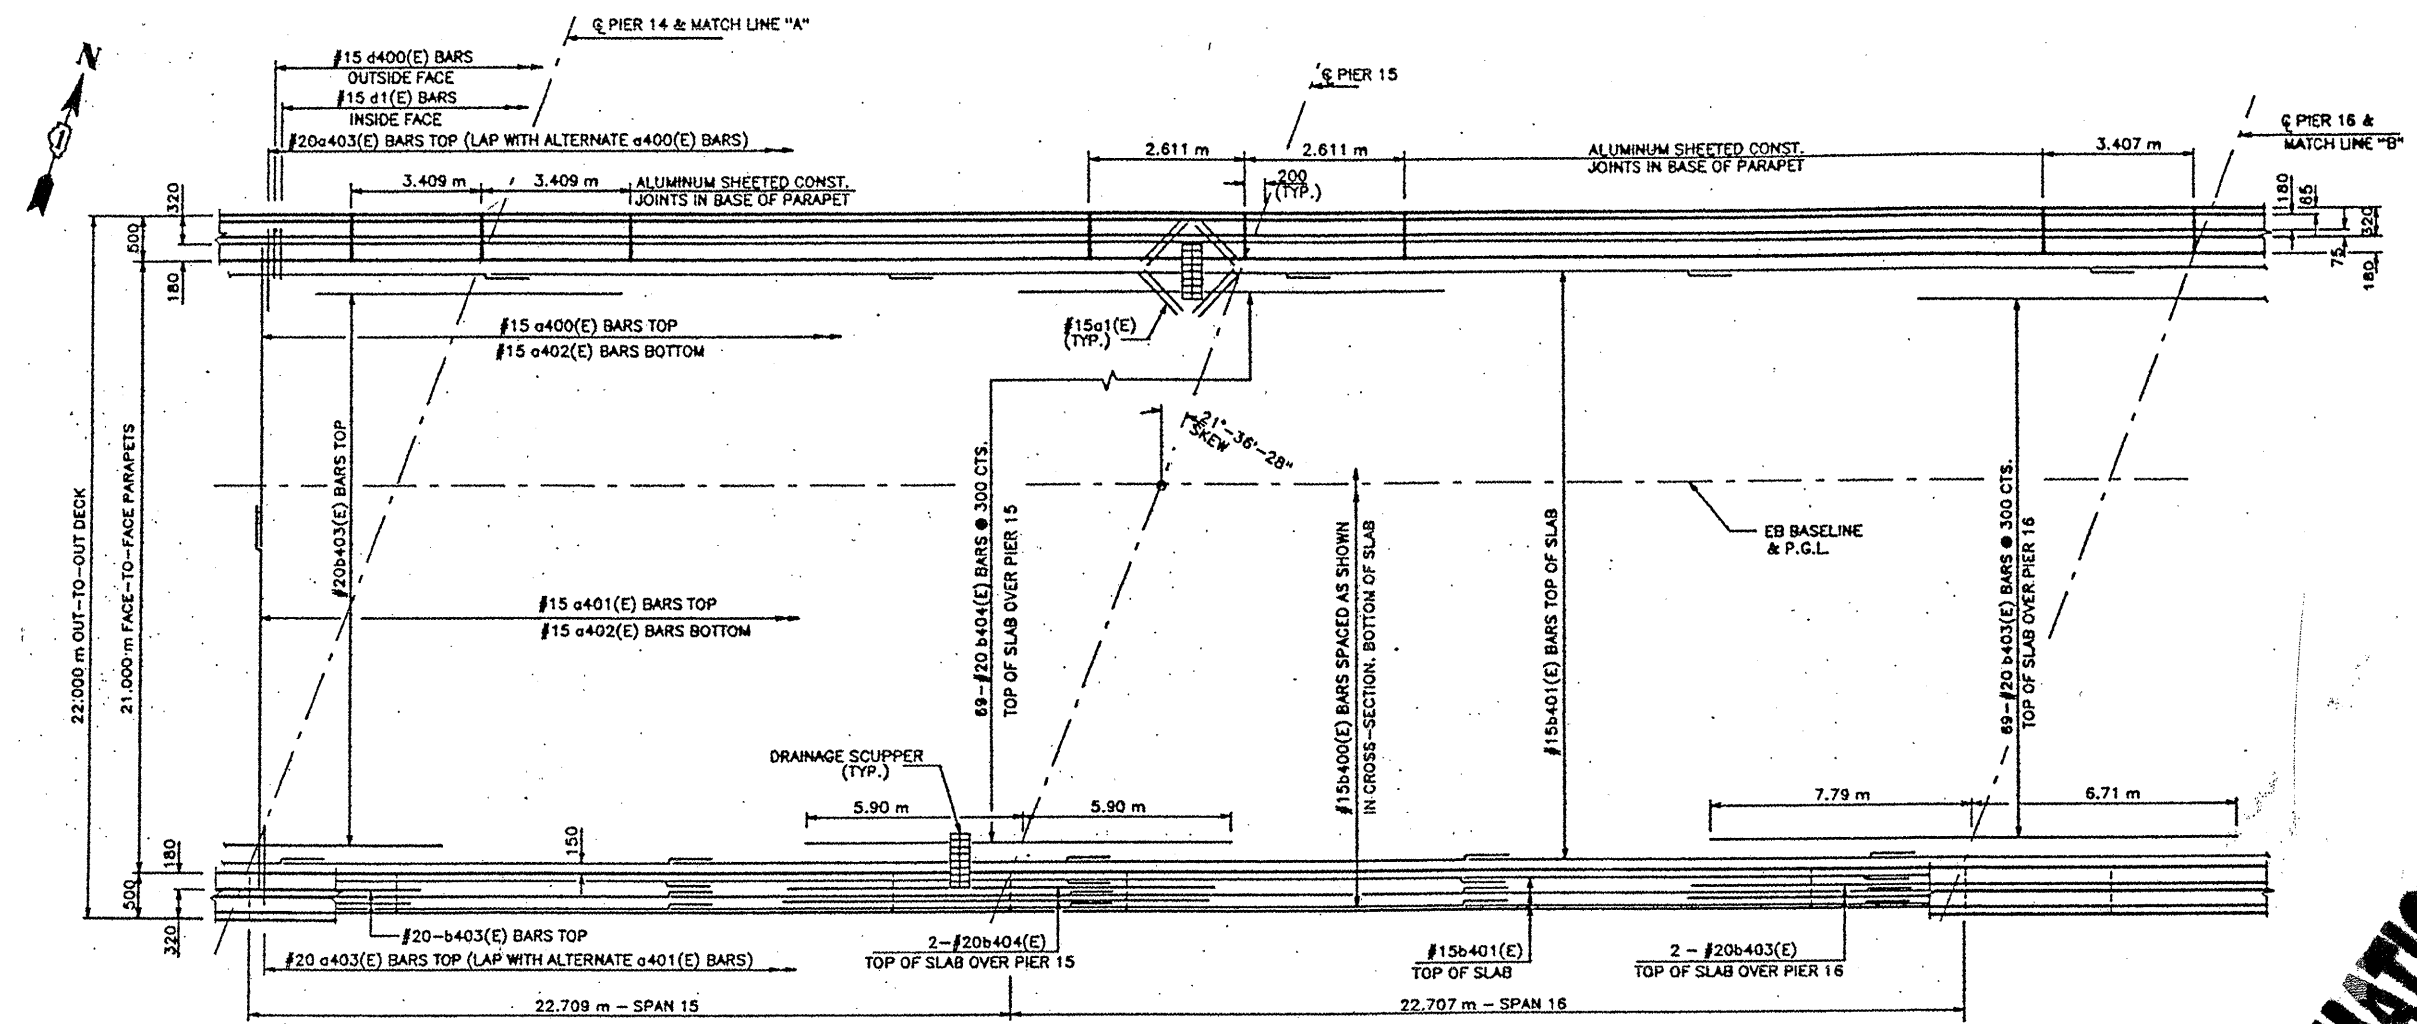 N
1
℄ PIER 14 & MATCH LINE "A"
#15 d400(E) BARS
OUTSIDE FACE
#15 d1(E) BARS
INSIDE FACE
#20a403(E) BARS TOP (LAP WITH ALTERNATE a400(E) BARS)
℄ PIER 15
℄ PIER 16 &
MATCH LINE "B"
3.409 m
3.409 m
ALUMINUM SHEETED CONST.
JOINTS IN BASE OF PARAPET
2.611 m
2.611 m
200
(TYP.)
ALUMINUM SHEETED CONST.
JOINTS IN BASE OF PARAPET
3.407 m
320
500
180
180
85
320
75
180
#15 a400(E) BARS TOP
#15 a402(E) BARS BOTTOM
#15a1(E)
(TYP.)
21°-36'-28"
SKEW
22.000 m OUT-TO-OUT DECK
21.000 m FACE-TO-FACE PARAPETS
#20b403(E) BARS TOP
69-#20 b404(E) BARS @ 300 CTS.
TOP OF SLAB OVER PIER 15
#15b400(E) BARS SPACED AS SHOWN
IN CROSS-SECTION, BOTTOM OF SLAB
#15b401(E) BARS TOP OF SLAB
EB BASELINE
& P.G.L.
69-#20 b403(E) BARS @ 300 CTS.
TOP OF SLAB OVER PIER 16
#15 a401(E) BARS TOP
#15 a402(E) BARS BOTTOM
DRAINAGE SCUPPER
(TYP.)
5.90 m
5.90 m
7.79 m
6.71 m
180
150
500
320
#20-b403(E) BARS TOP
#20 a403(E) BARS TOP (LAP WITH ALTERNATE a401(E) BARS)
2-#20b404(E)
TOP OF SLAB OVER PIER 15
#15b401(E)
TOP OF SLAB
2 - #20b403(E)
TOP OF SLAB OVER PIER 16
22.709 m - SPAN 15
22.707 m - SPAN 16